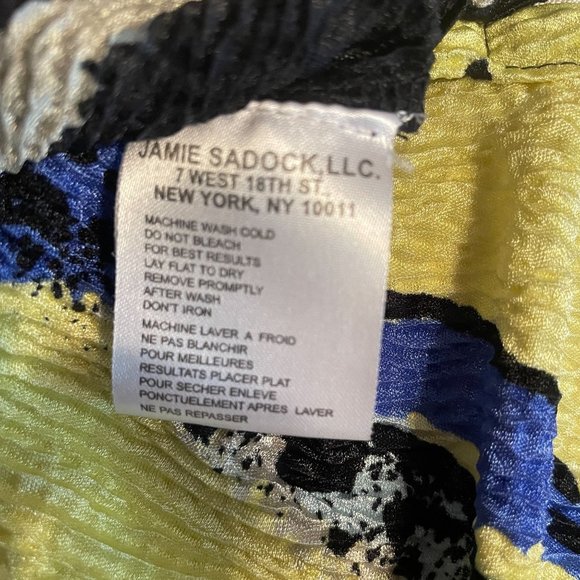 JAMIE SADOCK,LLC.
7 WEST 18TH ST.
NEW YORK, NY 10011
MACHINE WASH COLD
DO NOT BLEACH
FOR BEST RESULTS
LAY FLAT TO DRY
REMOVE PROMPTLY
AFTER WASH
DON'T IRON
MACHINE LAVER A FROID
NE PAS BLANCHIR
POUR MEILLEURES
RESULTATS PLACER PLAT
POUR SECHER ENLEVE
PONCTUELEMENT APRES LAVER
NE PAS REPASSER